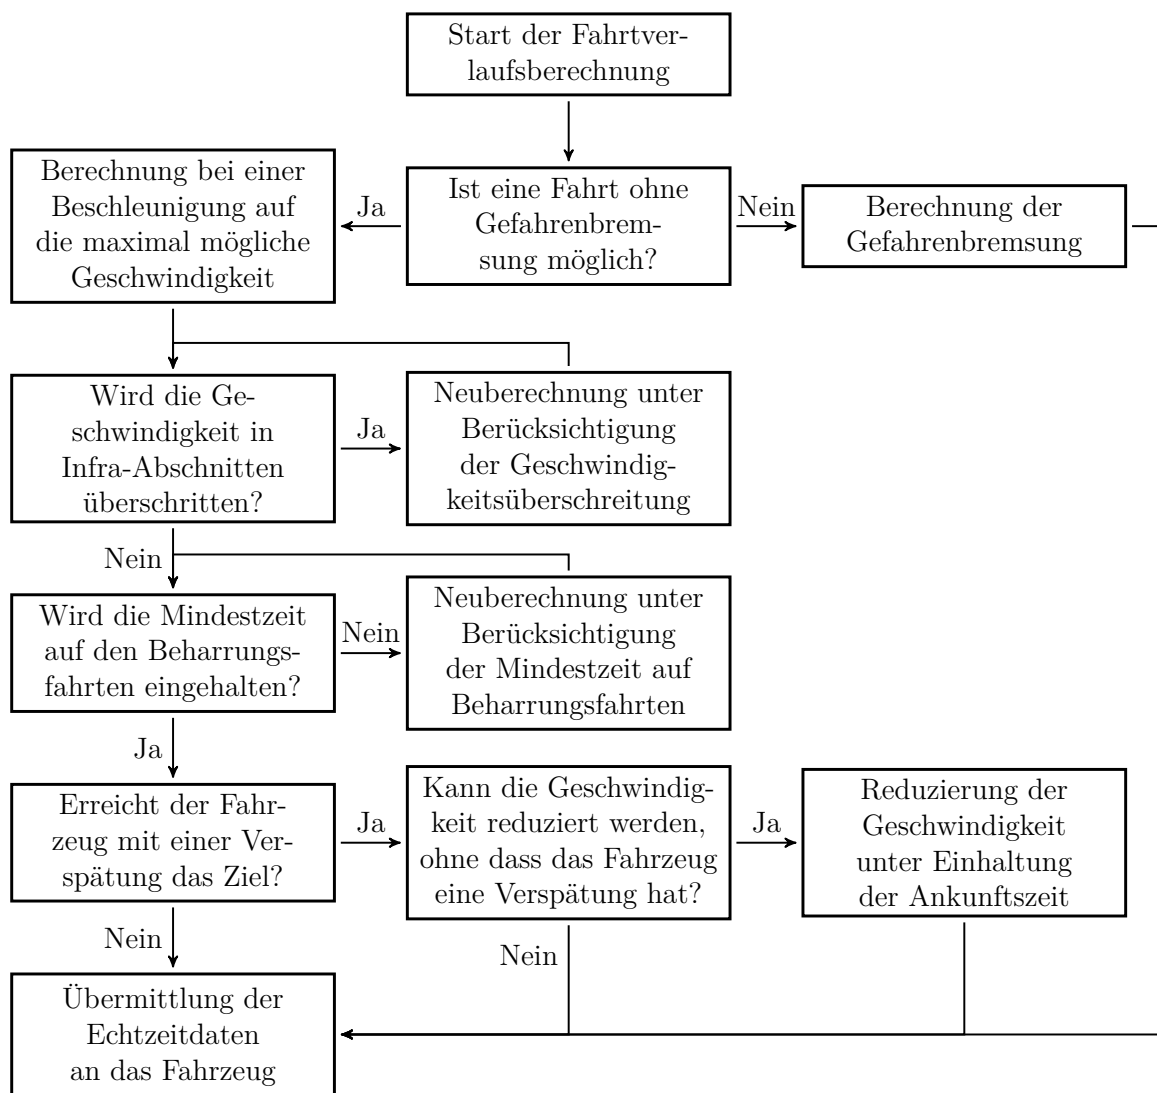 Start der Fahrtver-
laufsberechnung
Berechnung bei einer
Beschleunigung auf
die maximal mögliche
Geschwindigkeit
Ja
Ist eine Fahrt ohne
Gefahrenbrem-
sung möglich?
Nein
Berechnung der
Gefahrenbremsung
Wird die Ge-
schwindigkeit in
Infra-Abschnitten
überschritten?
Ja
Neuberechnung unter
Berücksichtigung
der Geschwindig-
keitsüberschreitung
Nein
Wird die Mindestzeit
auf den Beharrungs-
fahrten eingehalten?
Nein
Neuberechnung unter
Berücksichtigung
der Mindestzeit auf
Beharrungsfahrten
Ja
Erreicht der Fahr-
zeug mit einer Ver-
spätung das Ziel?
Ja
Kann die Geschwindig-
keit reduziert werden,
ohne dass das Fahrzeug
eine Verspätung hat?
Ja
Reduzierung der
Geschwindigkeit
unter Einhaltung
der Ankunftszeit
Nein
Nein
Übermittlung der
Echtzeitdaten
an das Fahrzeug